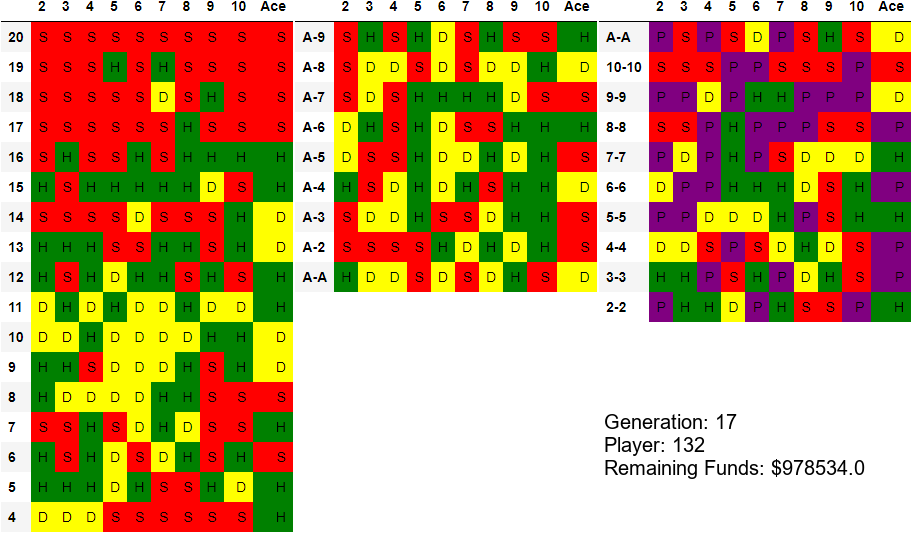 2 3 4 5 6 7 8 9 10 Ace
20 S S S S S S S S S S
19 S S S H S H S S S S
18 S S S S S D S H S S
17 S S S S S S H S S S
16 S H S S H S H H H H
15 H S H H H H H D S H
14 S S S S D S S S H D
13 H H H S S H H S H D
12 H S H D H H S H S H
11 D H D H D D H D D H
10 D D H D D D D H H D
9 H H S D D D H S H D
8 H D D D D H H S S S
7 S S H S D H D S S H
6 H S H D S D H S H S
5 H H H D H S S H D H
4 D D D S S S S S S H
2 3 4 5 6 7 8 9 10 Ace
A-9 S H S H D S H S S H
A-8 S D D S D S D D H D
A-7 S D S H H H H D S S
A-6 D H S H D S S H H H
A-5 D S S H D D H D H S
A-4 H S D H D H S H H D
A-3 S D D H S S D H H S
A-2 S S S S H D H D H S
A-A H D D S D S D H S D
2 3 4 5 6 7 8 9 10 Ace
A-A P S P S D P S H S D
10-10 S S S P P S S S P S
9-9 P P D P H H P P P D
8-8 S S P H P P P S S P
7-7 P D P H P S D D D H
6-6 D P P H H H D S H P
5-5 P P D D D H P S H H
4-4 D D S P S D H D S P
3-3 H H P S H P D H S P
2-2 P H H D P H S S P H
Generation: 17
Player: 132
Remaining Funds: $978534.0